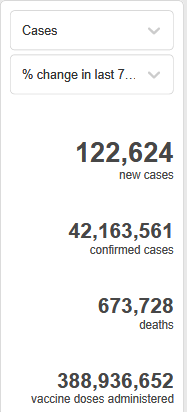 Cases
% change in last 7...
122,624
new cases
42,163,561
confirmed cases
673,728
deaths
388,936,652
vaccine doses administered